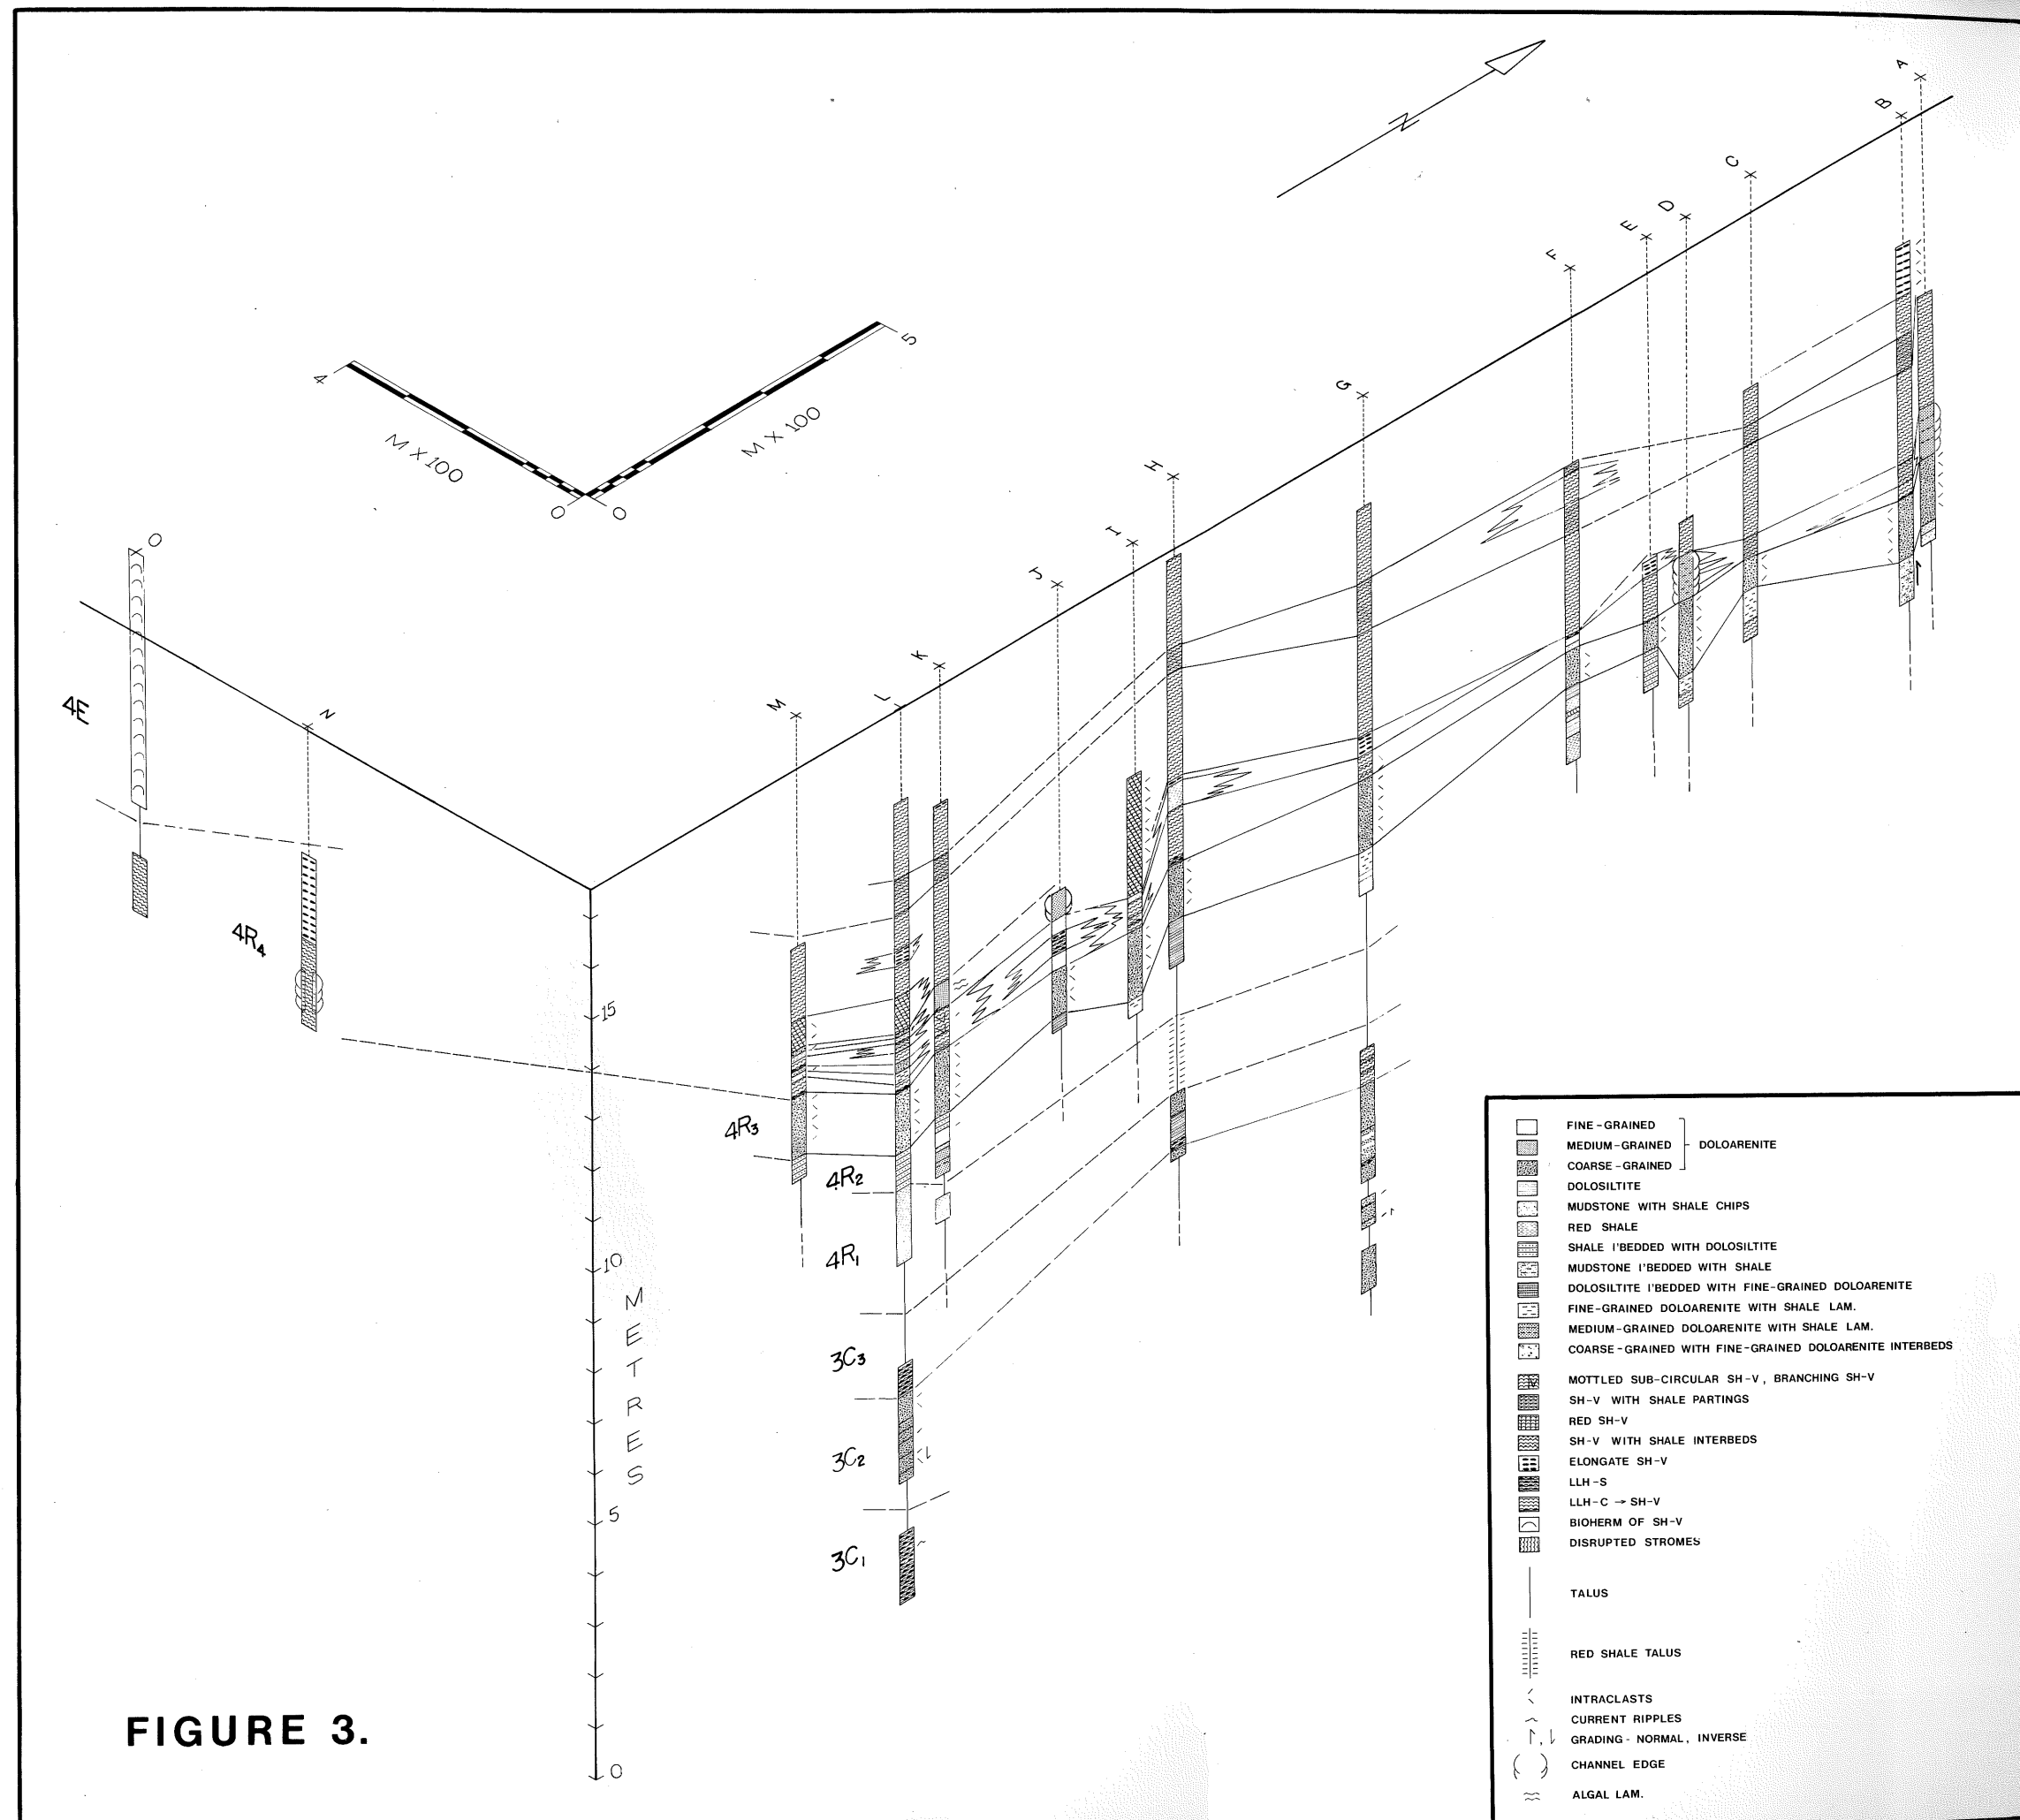 N
A
B
C
D
E
F
G
H
I
J
K
L
M
N
O
4
5
M X 100
M X 100
O
O
4E
4R4
4R3
4R2
4R1
3C3
3C2
3C1
15
10
METRES
5
0
FINE-GRAINED
MEDIUM-GRAINED DOLOARENITE
COARSE-GRAINED
DOLOSILTITE
MUDSTONE WITH SHALE CHIPS
RED SHALE
SHALE I'BEDDED WITH DOLOSILTITE
MUDSTONE I'BEDDED WITH SHALE
DOLOSILTITE I'BEDDED WITH FINE-GRAINED DOLOARENITE
FINE-GRAINED DOLOARENITE WITH SHALE LAM.
MEDIUM-GRAINED DOLOARENITE WITH SHALE LAM.
COARSE-GRAINED WITH FINE-GRAINED DOLOARENITE INTERBEDS
MOTTLED SUB-CIRCULAR SH-V, BRANCHING SH-V
SH-V WITH SHALE PARTINGS
RED SH-V
SH-V WITH SHALE INTERBEDS
ELONGATE SH-V
LLH-S
LLH-C → SH-V
BIOHERM OF SH-V
DISRUPTED STROMES
TALUS
RED SHALE TALUS
INTRACLASTS
CURRENT RIPPLES
GRADING - NORMAL, INVERSE
CHANNEL EDGE
ALGAL LAM.
FIGURE 3.